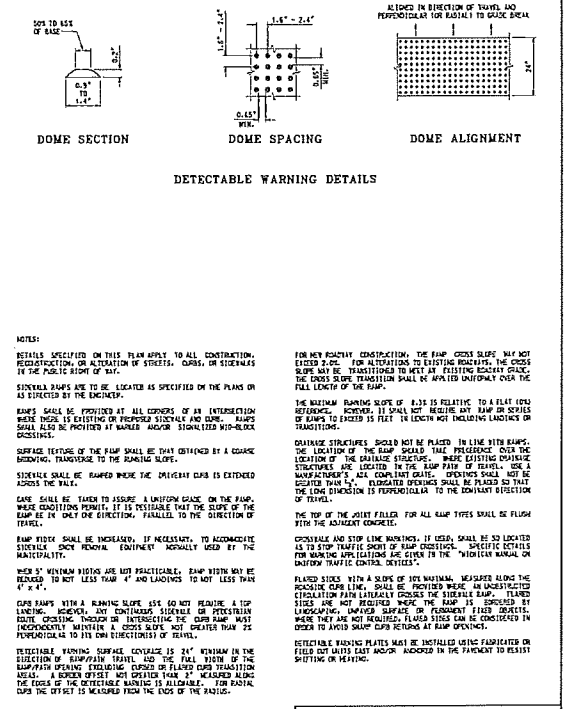 50% TO 65%
OF BASE
0.2"
0.9"
TO
1.4"
DOME SECTION
1.6" - 2.4"
1.6" - 2.4"
0.65"
MIN.
0.65"
MIN.
DOME SPACING
ALIGNED IN DIRECTION OF TRAVEL AND
PERPENDICULAR (OR RADIAL) TO GRADE BREAK
24"
DOME ALIGNMENT
DETECTABLE WARNING DETAILS
NOTES:
DETAILS SPECIFIED ON THIS PLAN APPLY TO ALL CONSTRUCTION,
RECONSTRUCTION, OR ALTERATION OF STREETS, CURBS, OR SIDEWALKS
IN THE PUBLIC RIGHT OF WAY.
SIDEWALK RAMPS ARE TO BE LOCATED AS SPECIFIED ON THE PLANS OR
AS DIRECTED BY THE ENGINEER.
RAMPS SHALL BE PROVIDED AT ALL CORNERS OF AN INTERSECTION
WHERE THERE IS EXISTING OR PROPOSED SIDEWALK AND CURB. RAMPS
SHALL ALSO BE PROVIDED AT MARKED AND/OR SIGNALIZED MID-BLOCK
CROSSINGS.
SURFACE TEXTURE OF THE RAMP SHALL BE THAT OBTAINED BY A COARSE
BROOMING, TRANSVERSE TO THE RUNNING SLOPE.
SIDEWALK SHALL BE RAMPED WHERE THE DRIVEWAY CURB IS EXTENDED
ACROSS THE WALK.
CARE SHALL BE TAKEN TO ASSURE A UNIFORM GRADE ON THE RAMP.
WHERE CONDITIONS PERMIT, IT IS DESIRABLE THAT THE SLOPE OF THE
RAMP BE IN ONLY ONE DIRECTION, PARALLEL TO THE DIRECTION OF
TRAVEL.
RAMP WIDTH SHALL BE INCREASED, IF NECESSARY, TO ACCOMMODATE
SIDEWALK SNOW REMOVAL EQUIPMENT NORMALLY USED BY THE
MUNICIPALITY.
WHEN 5' MINIMUM WIDTHS ARE NOT PRACTICABLE, RAMP WIDTH MAY BE
REDUCED TO NOT LESS THAN 4' AND LANDINGS TO NOT LESS THAN
4' x 4'.
CURB RAMPS WITH A RUNNING SLOPE ≤5% DO NOT REQUIRE A TOP
LANDING. HOWEVER, ANY CONTINUOUS SIDEWALK OR PEDESTRIAN
ROUTE CROSSING THROUGH OR INTERSECTING THE CURB RAMP MUST
INDEPENDENTLY MAINTAIN A CROSS SLOPE NOT GREATER THAN 2%
PERPENDICULAR TO ITS OWN DIRECTION(S) OF TRAVEL.
DETECTABLE WARNING SURFACE COVERAGE IS 24" MINIMUM IN THE
DIRECTION OF RAMP/PATH TRAVEL AND THE FULL WIDTH OF THE
RAMP/PATH OPENING EXCLUDING CURBED OR FLARED CURB TRANSITION
AREAS. A BORDER OFFSET NOT GREATER THAN 2" MEASURED ALONG
THE EDGES OF THE DETECTABLE WARNING IS ALLOWABLE. FOR RADIAL
CURB THE OFFSET IS MEASURED FROM THE ENDS OF THE RADIUS.
FOR NEW ROADWAY CONSTRUCTION, THE RAMP CROSS SLOPE MAY NOT
EXCEED 2.0%. FOR ALTERATIONS TO EXISTING ROADWAYS, THE CROSS
SLOPE MAY BE TRANSITIONED TO MEET AN EXISTING ROADWAY GRADE.
THE CROSS SLOPE TRANSITION SHALL BE APPLIED UNIFORMLY OVER THE
FULL LENGTH OF THE RAMP.
THE MAXIMUM RUNNING SLOPE OF 8.3% IS RELATIVE TO A FLAT (0%)
REFERENCE. HOWEVER, IT SHALL NOT REQUIRE ANY RAMP OR SERIES
OF RAMPS TO EXCEED 15 FEET IN LENGTH NOT INCLUDING LANDINGS OR
TRANSITIONS.
DRAINAGE STRUCTURES SHOULD NOT BE PLACED IN LINE WITH RAMPS.
THE LOCATION OF THE RAMP SHOULD TAKE PRECEDENCE OVER THE
LOCATION OF THE DRAINAGE STRUCTURE. WHERE EXISTING DRAINAGE
STRUCTURES ARE LOCATED IN THE RAMP PATH OF TRAVEL, USE A
MANUFACTURER'S ADA COMPLIANT GRATE. OPENINGS SHALL NOT BE
GREATER THAN ½". ELONGATED OPENINGS SHALL BE PLACED SO THAT
THE LONG DIMENSION IS PERPENDICULAR TO THE DOMINANT DIRECTION
OF TRAVEL.
THE TOP OF THE JOINT FILLER FOR ALL RAMP TYPES SHALL BE FLUSH
WITH THE ADJACENT CONCRETE.
CROSSWALK AND STOP LINE MARKINGS, IF USED, SHALL BE SO LOCATED
AS TO STOP TRAFFIC SHORT OF RAMP CROSSINGS. SPECIFIC DETAILS
FOR MARKING APPLICATIONS ARE GIVEN IN THE "MICHIGAN MANUAL ON
UNIFORM TRAFFIC CONTROL DEVICES".
FLARED SIDES WITH A SLOPE OF 10% MAXIMUM, MEASURED ALONG THE
ROADSIDE CURB LINE, SHALL BE PROVIDED WHERE AN UNOBSTRUCTED
CIRCULATION PATH LATERALLY CROSSES THE SIDEWALK RAMP. FLARED
SIDES ARE NOT REQUIRED WHERE THE RAMP IS BORDERED BY
LANDSCAPING, UNPAVED SURFACE OR PERMANENT FIXED OBJECTS.
WHERE THEY ARE NOT REQUIRED, FLARED SIDES CAN BE CONSIDERED IN
ORDER TO AVOID SHARP CURB RETURNS AT RAMP OPENINGS.
DETECTABLE WARNING PLATES MUST BE INSTALLED USING FABRICATED OR
FIELD CUT UNITS CAST AND/OR ANCHORED IN THE PAVEMENT TO RESIST
SHIFTING OR HEAVING.